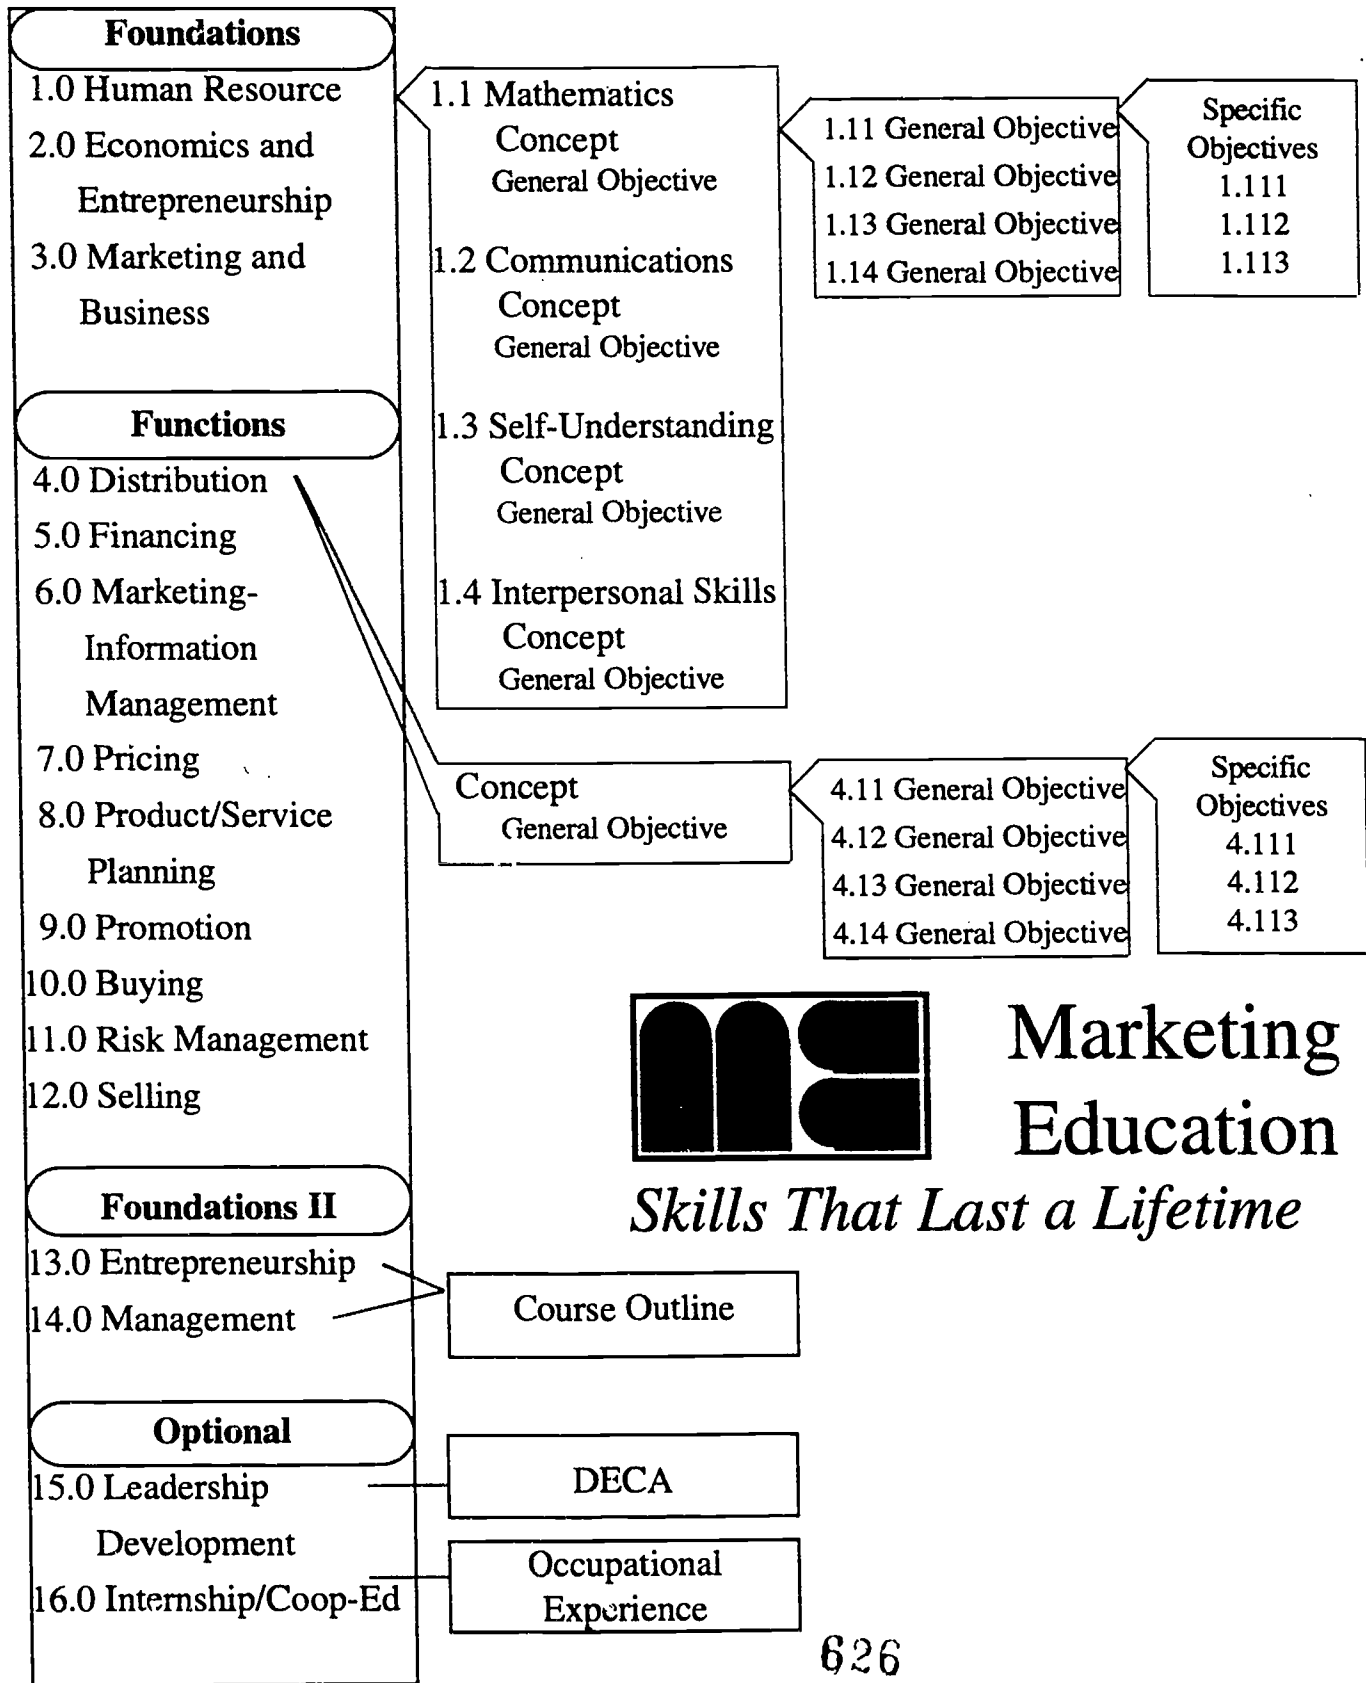 Foundations
1.0 Human Resource
2.0 Economics and
Entrepreneurship
3.0 Marketing and
Business
Functions
4.0 Distribution
5.0 Financing
6.0 Marketing-
Information
Management
7.0 Pricing
8.0 Product/Service
Planning
9.0 Promotion
10.0 Buying
11.0 Risk Management
12.0 Selling
Foundations II
13.0 Entrepreneurship
14.0 Management
Optional
15.0 Leadership
Development
16.0 Internship/Coop-Ed
1.1 Mathematics
Concept
General Objective
1.2 Communications
Concept
General Objective
1.3 Self-Understanding
Concept
General Objective
1.4 Interpersonal Skills
Concept
General Objective
1.11 General Objective
1.12 General Objective
1.13 General Objective
1.14 General Objective
Specific
Objectives
1.111
1.112
1.113
Concept
General Objective
4.11 General Objective
4.12 General Objective
4.13 General Objective
4.14 General Objective
Specific
Objectives
4.111
4.112
4.113
Marketing
Education
Skills That Last a Lifetime
Course Outline
DECA
Occupational
Experience
626